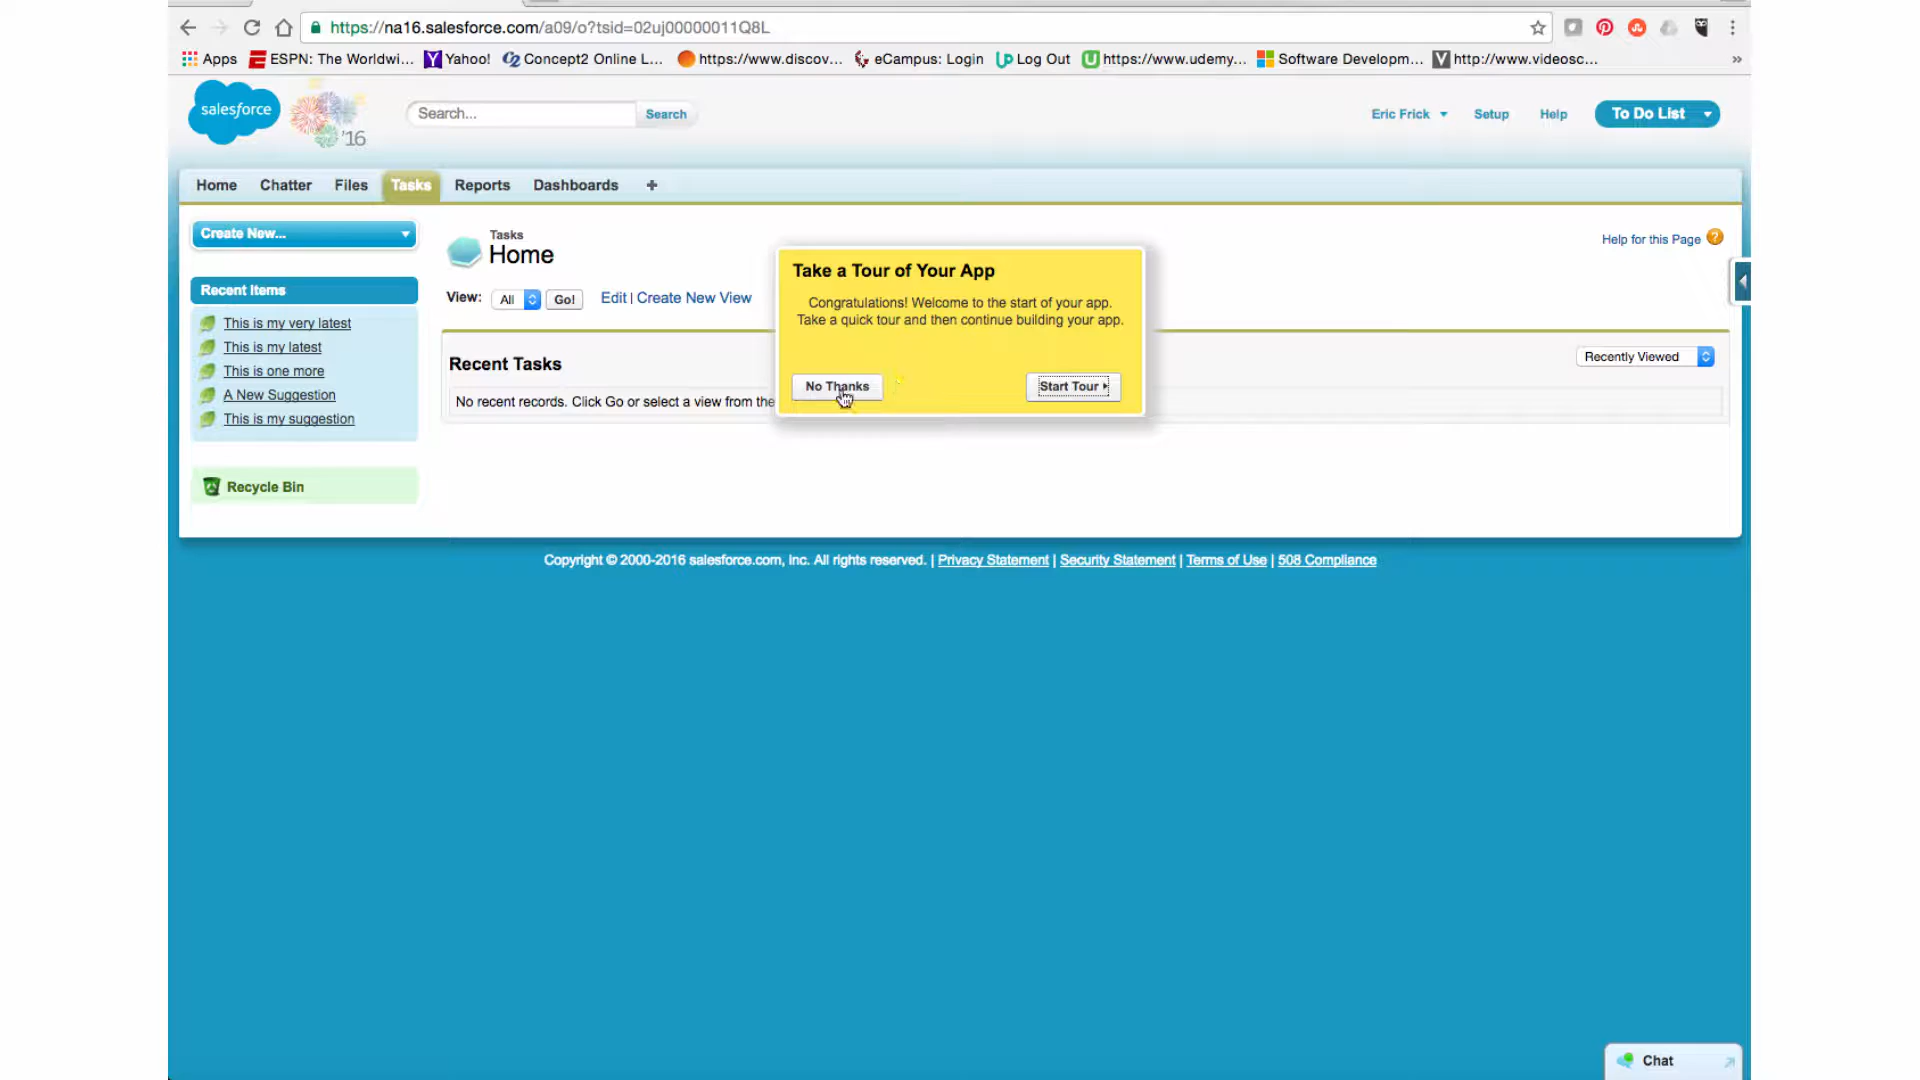 https://na16.salesforce.com/a09/o?tsid=02uj00000011Q8L
Apps ESPN: The Worldwi... Yahoo! Concept2 Online L... https://www.discov... eCampus: Login Log Out https://www.udemy... Software Developm... http://www.videosc... »
salesforce '16 Search... Search Eric Frick Setup Help To Do List
Home Chatter Files Tasks Reports Dashboards +
Create New...
Tasks
Home
Help for this Page ?
View: All Go! Edit | Create New View
Take a Tour of Your App
Congratulations! Welcome to the start of your app.
Take a quick tour and then continue building your app.
No Thanks Start Tour
Recent Items
This is my very latest
This is my latest
This is one more
A New Suggestion
This is my suggestion
Recycle Bin
Recent Tasks
Recently Viewed
No recent records. Click Go or select a view from the
Copyright © 2000-2016 salesforce.com, inc. All rights reserved. | Privacy Statement | Security Statement | Terms of Use | 508 Compliance
Chat